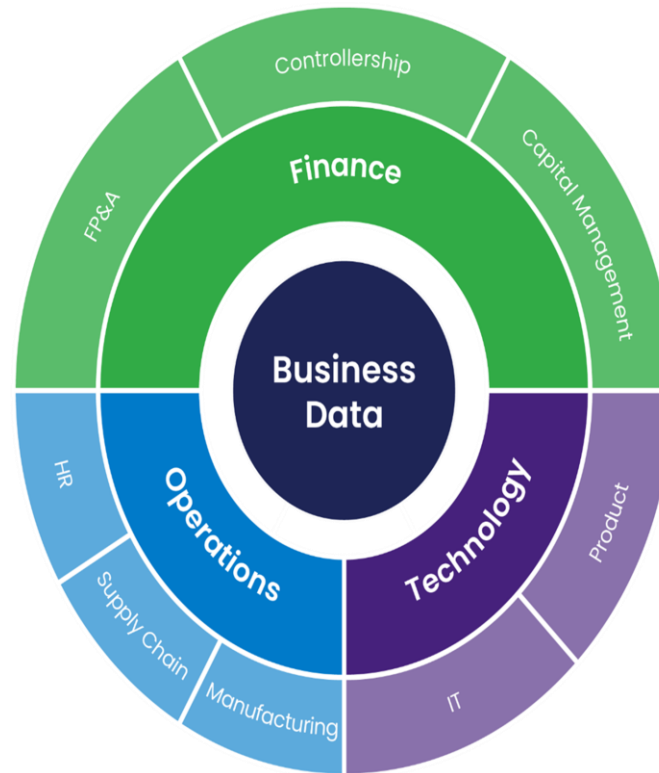 Controllership
FP&A
Capital Management
Finance
Business
Data
HR
Operations
Technology
Product
Supply Chain
Manufacturing
IT